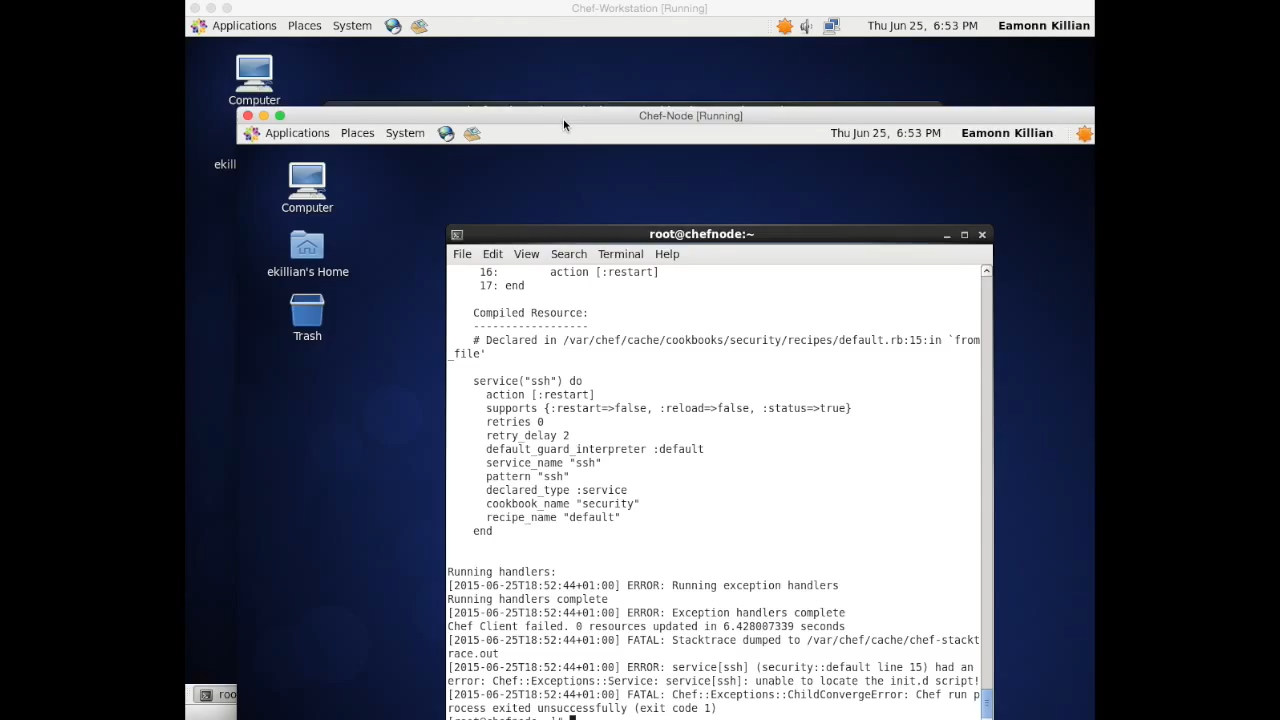 Chef-Workstation [Running]
Applications Places System Thu Jun 25, 6:53 PM Eamonn Killian
Computer
Chef-Node [Running]
Applications Places System Thu Jun 25, 6:53 PM Eamonn Killian
ekill
Computer
ekillian's Home
Trash
root@chefnode:~
File Edit View Search Terminal Help
16: action [:restart]
17: end
Compiled Resource:
------------------
# Declared in /var/chef/cache/cookbooks/security/recipes/default.rb:15:in `from
_file'
service("ssh") do
action [:restart]
supports {:restart=>false, :reload=>false, :status=>true}
retries 0
retry_delay 2
default_guard_interpreter :default
service_name "ssh"
pattern "ssh"
declared_type :service
cookbook_name "security"
recipe_name "default"
end
Running handlers:
[2015-06-25T18:52:44+01:00] ERROR: Running exception handlers
Running handlers complete
[2015-06-25T18:52:44+01:00] ERROR: Exception handlers complete
Chef Client failed. 0 resources updated in 6.428007339 seconds
[2015-06-25T18:52:44+01:00] FATAL: Stacktrace dumped to /var/chef/cache/chef-stackt
race.out
[2015-06-25T18:52:44+01:00] ERROR: service[ssh] (security::default line 15) had an
error: Chef::Exceptions::Service: service[ssh]: unable to locate the init.d script!
[2015-06-25T18:52:44+01:00] FATAL: Chef::Exceptions::ChildConvergeError: Chef run p
rocess exited unsuccessfully (exit code 1)
roo